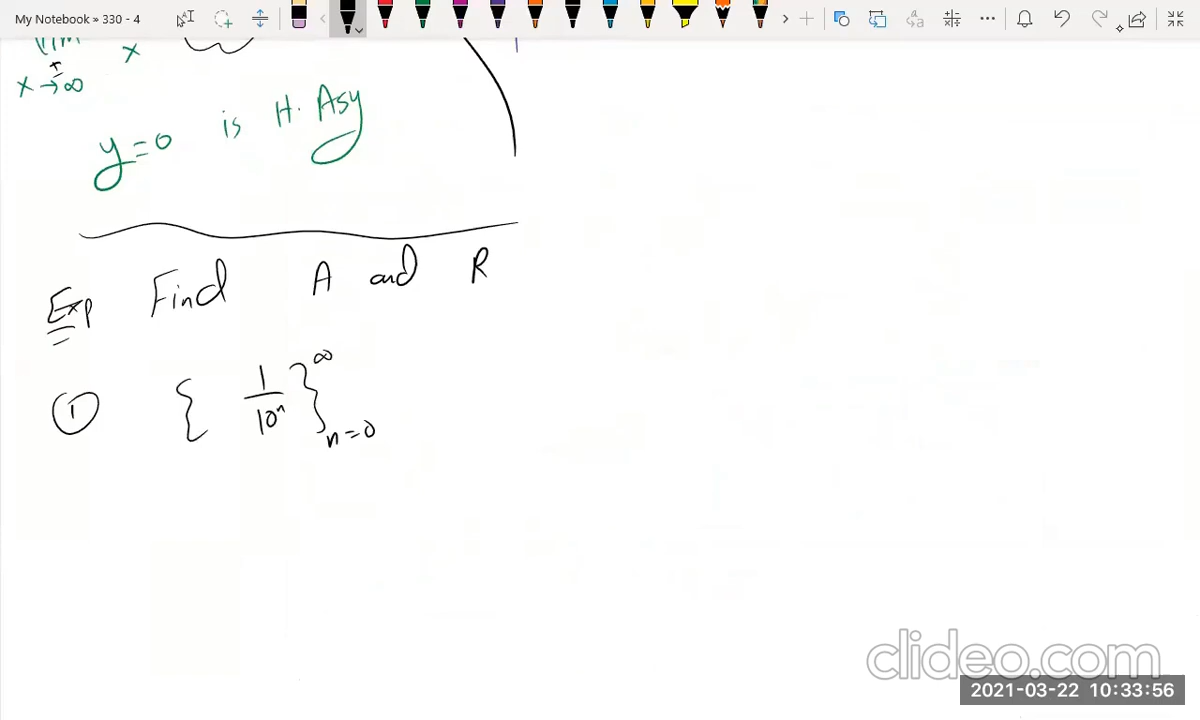 My Notebook » 330 - 4
lim x
x → ±∞
y=0 is H. Asy
Exp Find A and R
① { 1/10ⁿ }∞ n=0
clideo.com
2021-03-22 10:33:56